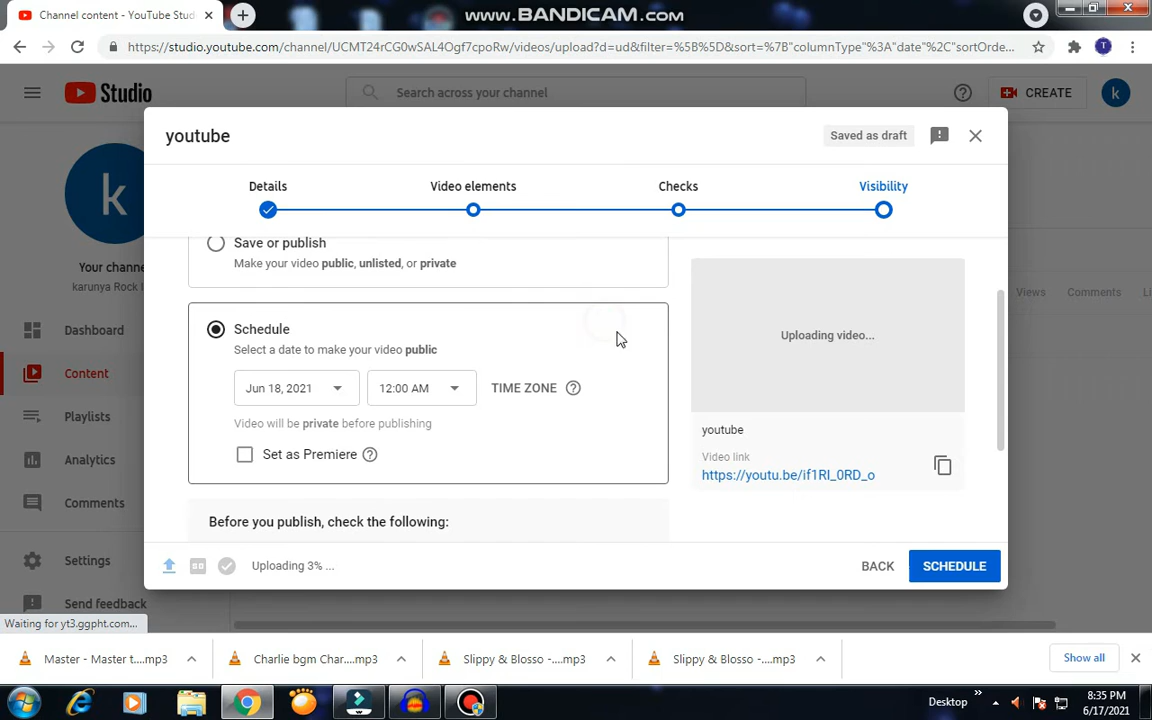 Channel content - YouTube Stud
www.BANDICAM.com
https://studio.youtube.com/channel/UCMT24rCG0wSAL4Ogf7cpoRw/videos/upload?d=ud&filter=%5B%5D&sort=%7B"columnType"%3A"date"%2C"sortOrde...
T
Studio
Search across your channel
CREATE
k
youtube
Saved as draft
Details
Video elements
Checks
Visibility
k
Your channe
karunya Rock
Dashboard
Content
Playlists
Analytics
Comments
Settings
Send feedback
Save or publish
Make your video public, unlisted, or private
Schedule
Select a date to make your video public
Jun 18, 2021
12:00 AM
TIME ZONE
Video will be private before publishing
Set as Premiere
Before you publish, check the following:
Uploading video...
youtube
Video link
https://youtu.be/if1RI_0RD_o
Views
Comments
Li
Uploading 3% ...
BACK
SCHEDULE
Waiting for yt3.ggpht.com...
Master - Master t....mp3
Charlie bgm Char....mp3
Slippy & Blosso -....mp3
Slippy & Blosso -....mp3
Show all
Desktop
8:35 PM
6/17/2021